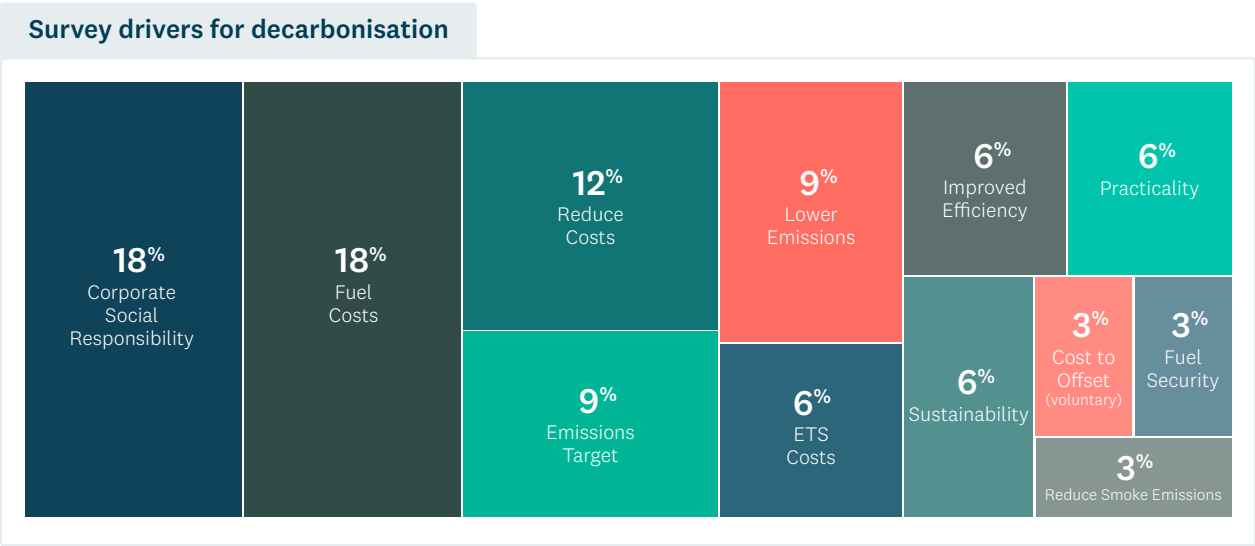 Survey drivers for decarbonisation
18%
Corporate
Social
Responsibility
18%
Fuel
Costs
12%
Reduce
Costs
9%
Emissions
Target
9%
Lower
Emissions
6%
ETS
Costs
6%
Improved
Efficiency
6%
Practicality
6%
Sustainability
3%
Cost to
Offset
(voluntary)
3%
Fuel
Security
3%
Reduce Smoke Emissions